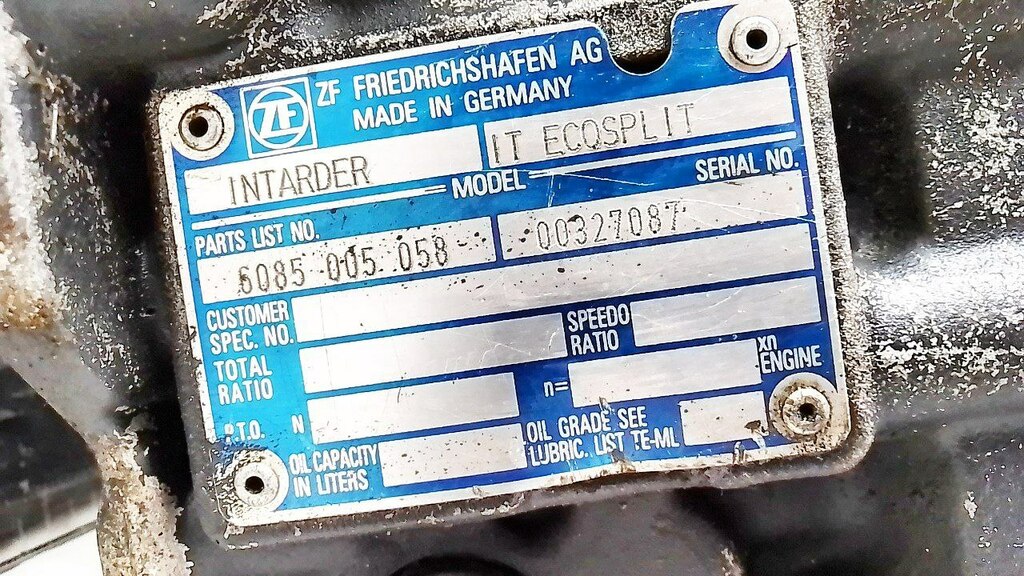 ZF
ZF FRIEDRICHSHAFEN AG
MADE IN GERMANY
INTARDER
IT ECOSPLIT
MODEL
SERIAL NO.
PARTS LIST NO.
6085 005 058
00327087
CUSTOMER
SPEC. NO.
SPEEDO
RATIO
TOTAL
RATIO
n=
xn
ENGINE
P.T.O. N
OIL CAPACITY
IN LITERS
OIL GRADE SEE
LUBRIC. LIST TE-ML